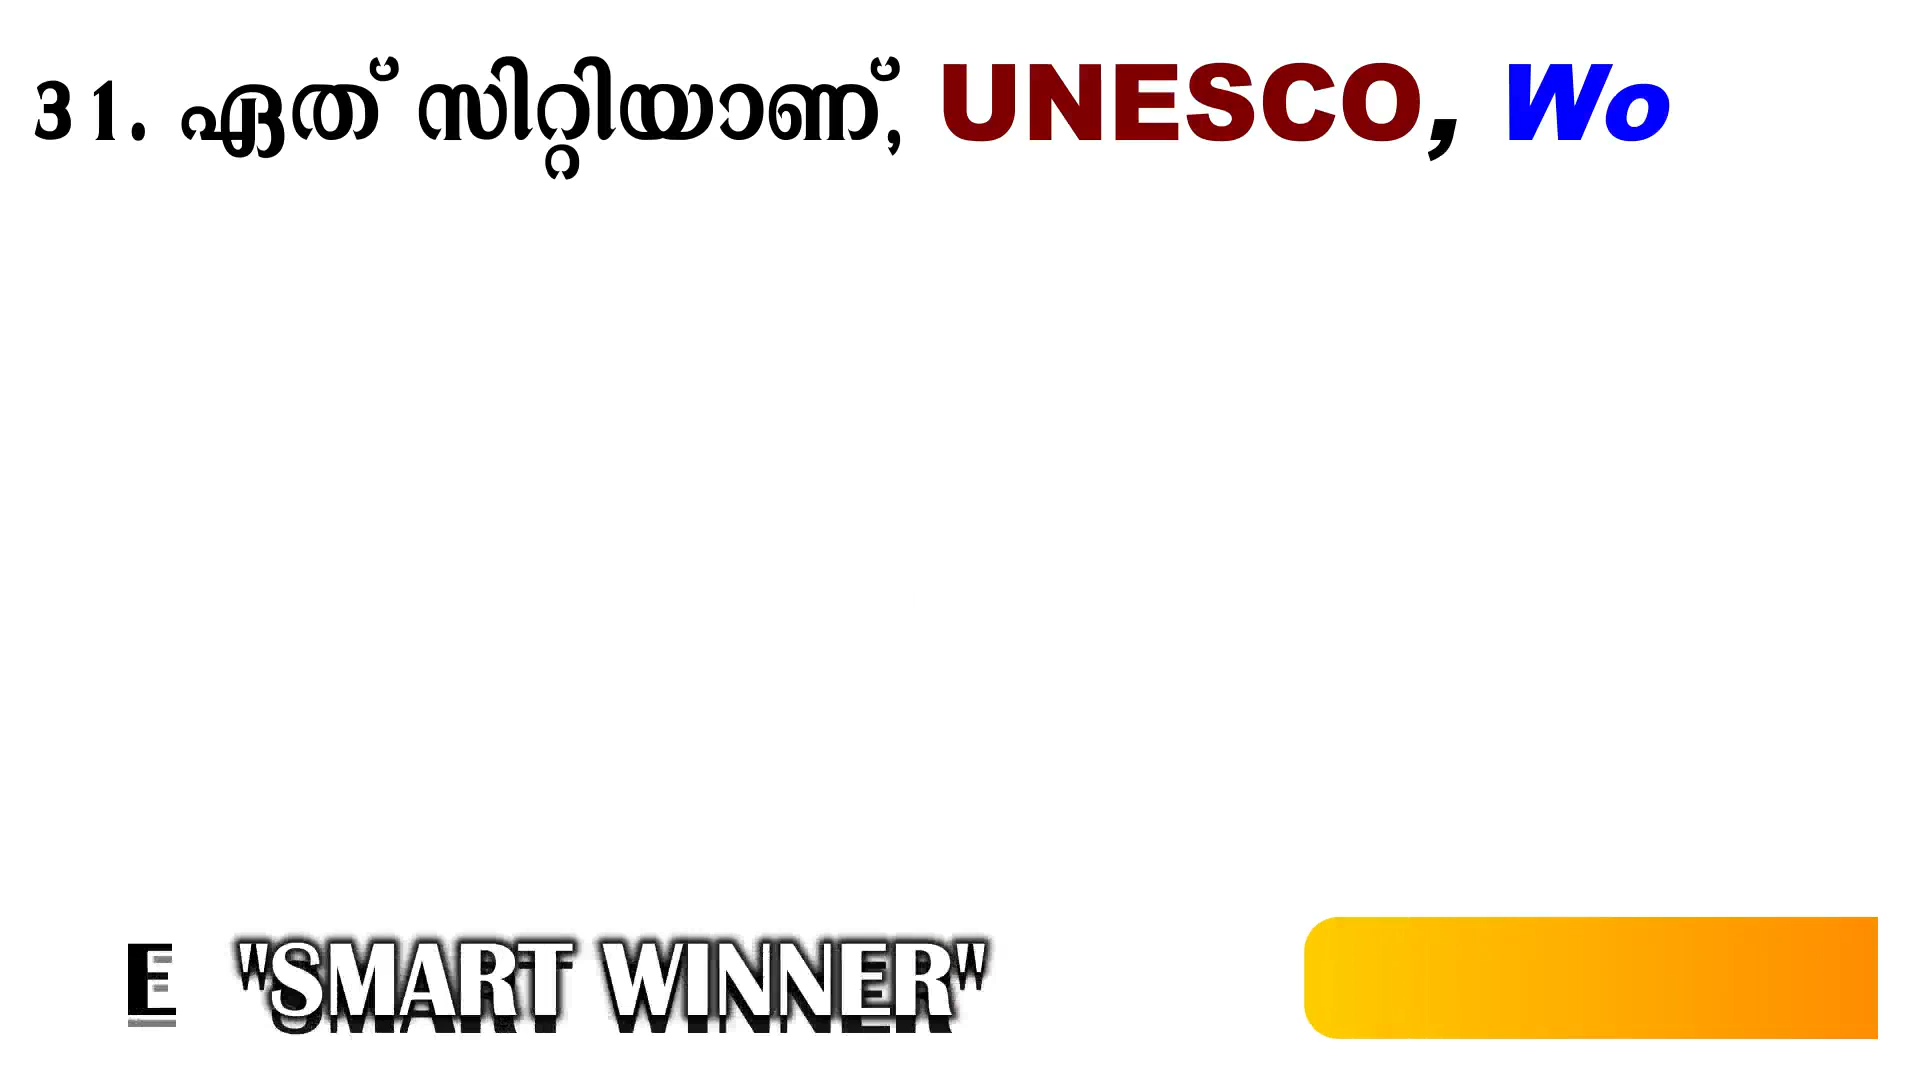 31. ഏത് സിറ്റിയാണ്, UNESCO, Wo
E "SMART WINNER"